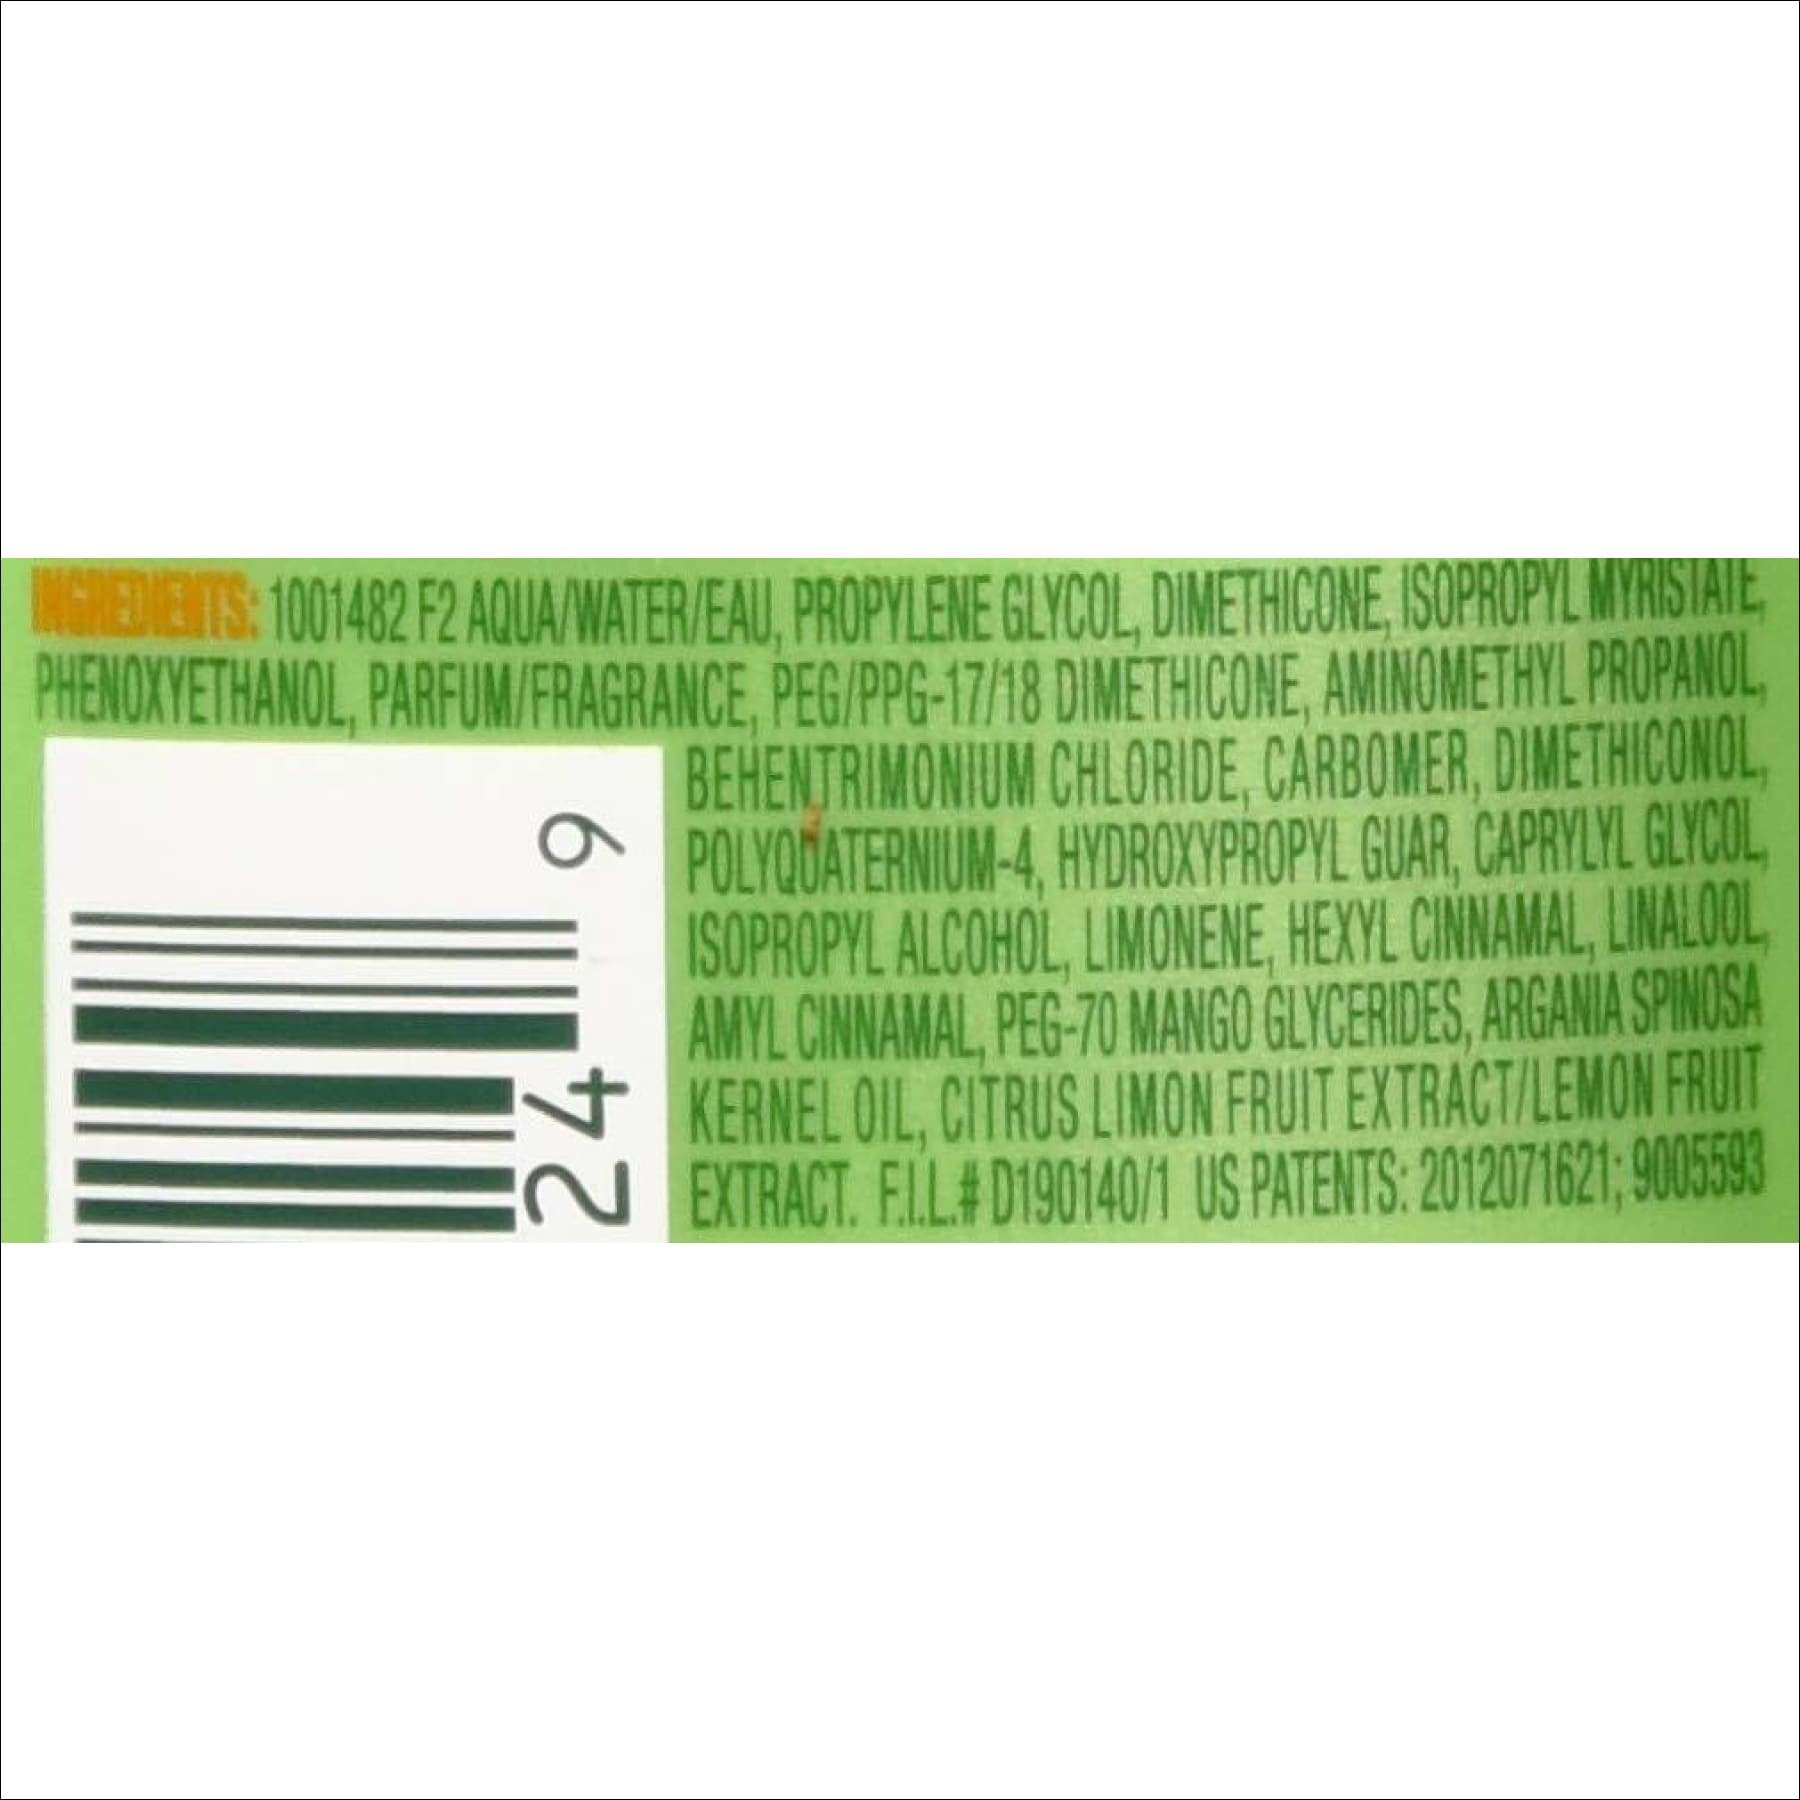 INGREDIENTS: 1001482 F2 AQUA/WATER/EAU, PROPYLENE GLYCOL, DIMETHICONE, ISOPROPYL MYRISTATE,
PHENOXYETHANOL, PARFUM/FRAGRANCE, PEG/PPG-17/18 DIMETHICONE, AMINOMETHYL PROPANOL,
BEHENTRIMONIUM CHLORIDE, CARBOMER, DIMETHICONOL,
POLYQUATERNIUM-4, HYDROXYPROPYL GUAR, CAPRYLYL GLYCOL,
ISOPROPYL ALCOHOL, LIMONENE, HEXYL CINNAMAL, LINALOOL,
AMYL CINNAMAL, PEG-70 MANGO GLYCERIDES, ARGANIA SPINOSA
KERNEL OIL, CITRUS LIMON FRUIT EXTRACT/LEMON FRUIT
EXTRACT. F.I.L.# D190140/1 US PATENTS: 2012071621; 9005593
24 9